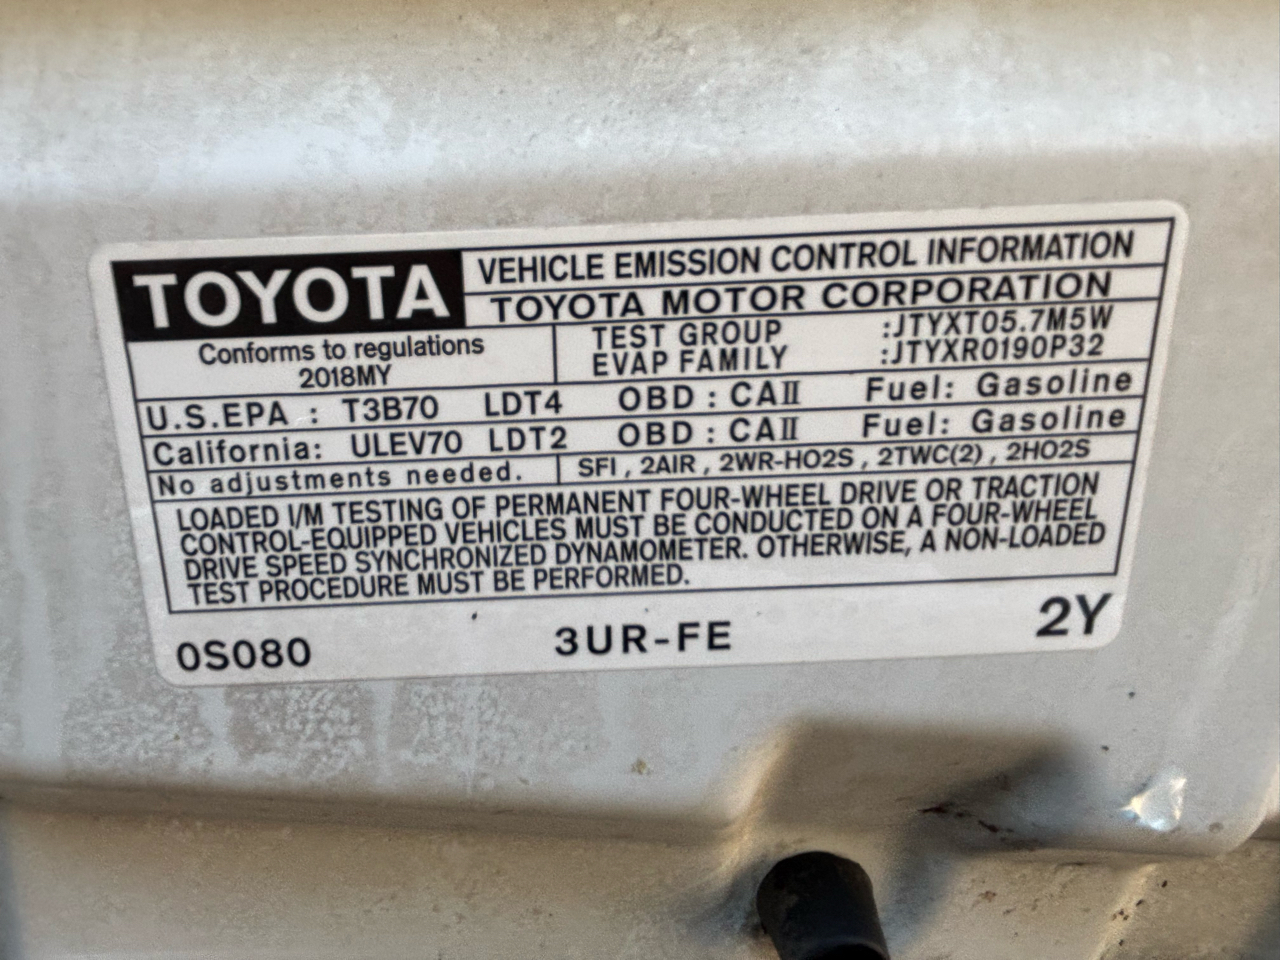 TOYOTA
VEHICLE EMISSION CONTROL INFORMATION
TOYOTA MOTOR CORPORATION
Conforms to regulations
2018MY
TEST GROUP :JTYXT05.7M5W
EVAP FAMILY :JTYXR0190P32
U.S.EPA : T3B70 LDT4 OBD : CAⅡ Fuel: Gasoline
California: ULEV70 LDT2 OBD : CAⅡ Fuel: Gasoline
No adjustments needed. SFI , 2AIR , 2WR-HO2S , 2TWC(2) , 2HO2S
LOADED I/M TESTING OF PERMANENT FOUR-WHEEL DRIVE OR TRACTION
CONTROL-EQUIPPED VEHICLES MUST BE CONDUCTED ON A FOUR-WHEEL
DRIVE SPEED SYNCHRONIZED DYNAMOMETER. OTHERWISE, A NON-LOADED
TEST PROCEDURE MUST BE PERFORMED.
0S080 3UR-FE 2Y